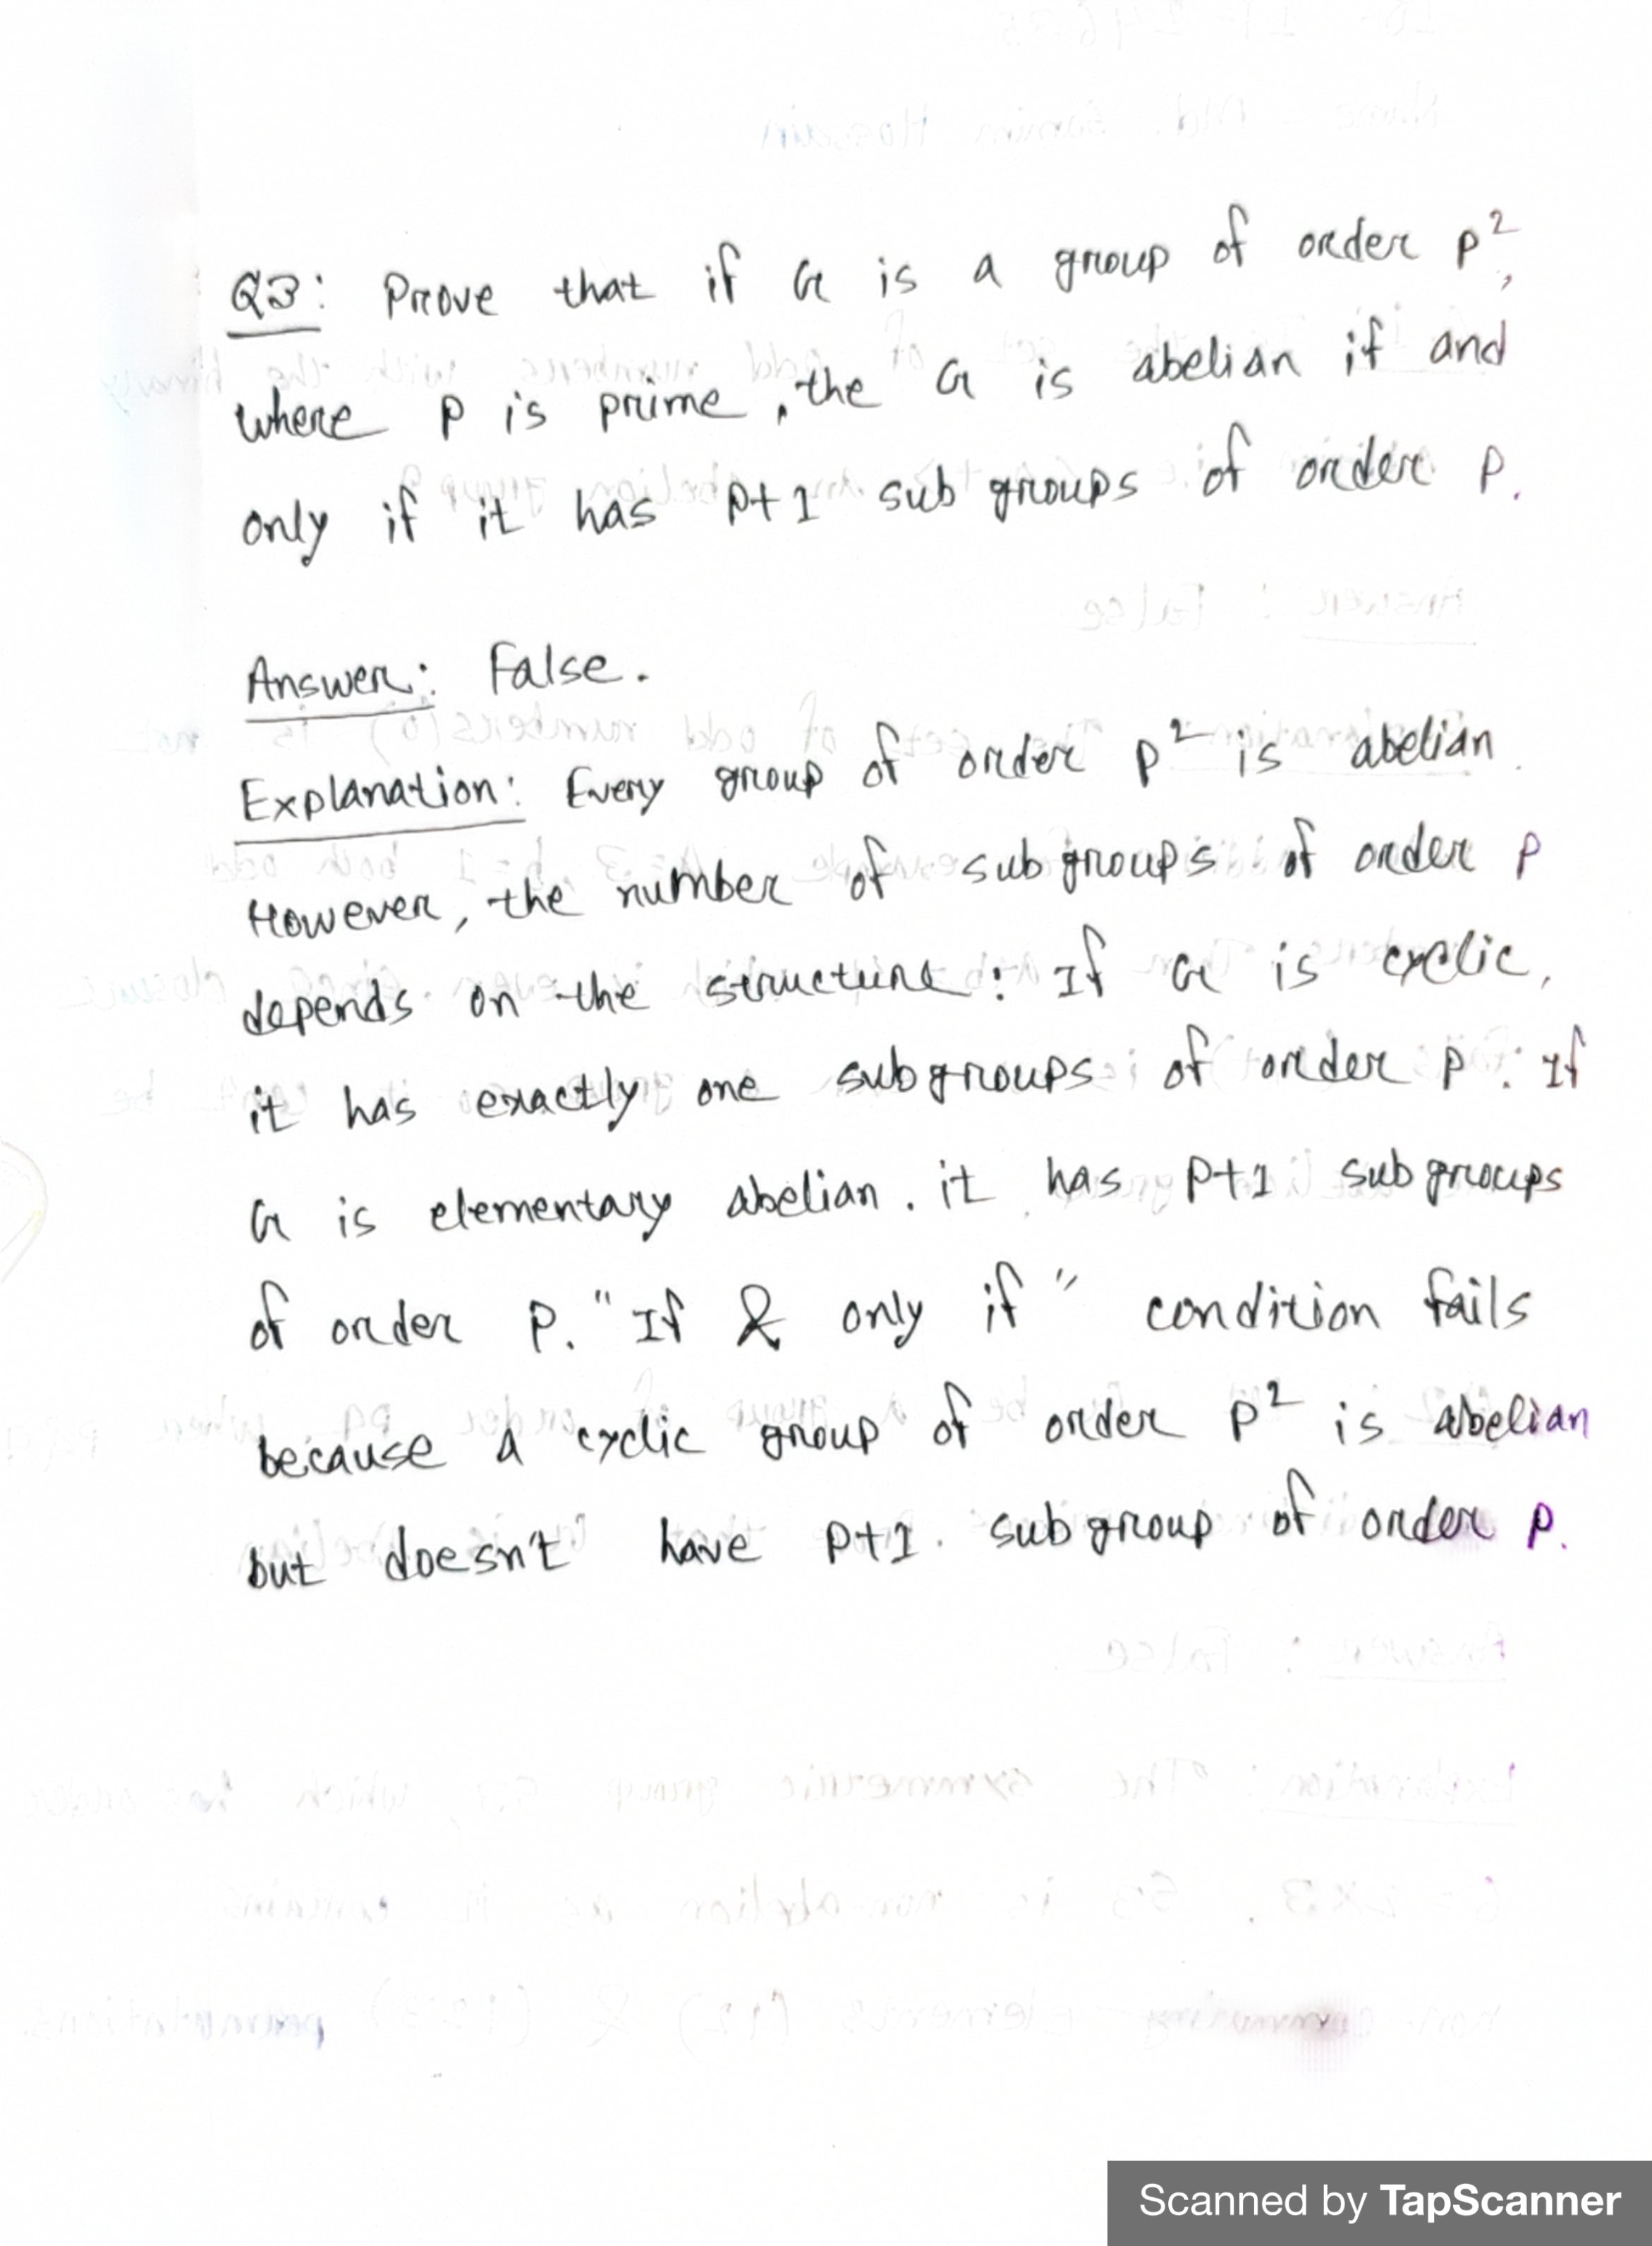 Q3: Prove that if G is a group of order p²,
where p is prime, the G is abelian if and
only if it has p+1 sub groups of order p.
Answer: False.
Explanation: Every group of order p² is abelian.
However, the number of sub groups of order p
depends on the structure: If G is cyclic,
it has exactly one subgroups of order p. If
G is elementary abelian. it has p+1 sub groups
of order p. "If & only if" condition fails
because a cyclic group of order p² is abelian
but doesn't have p+1. sub group of order p.
Scanned by TapScanner